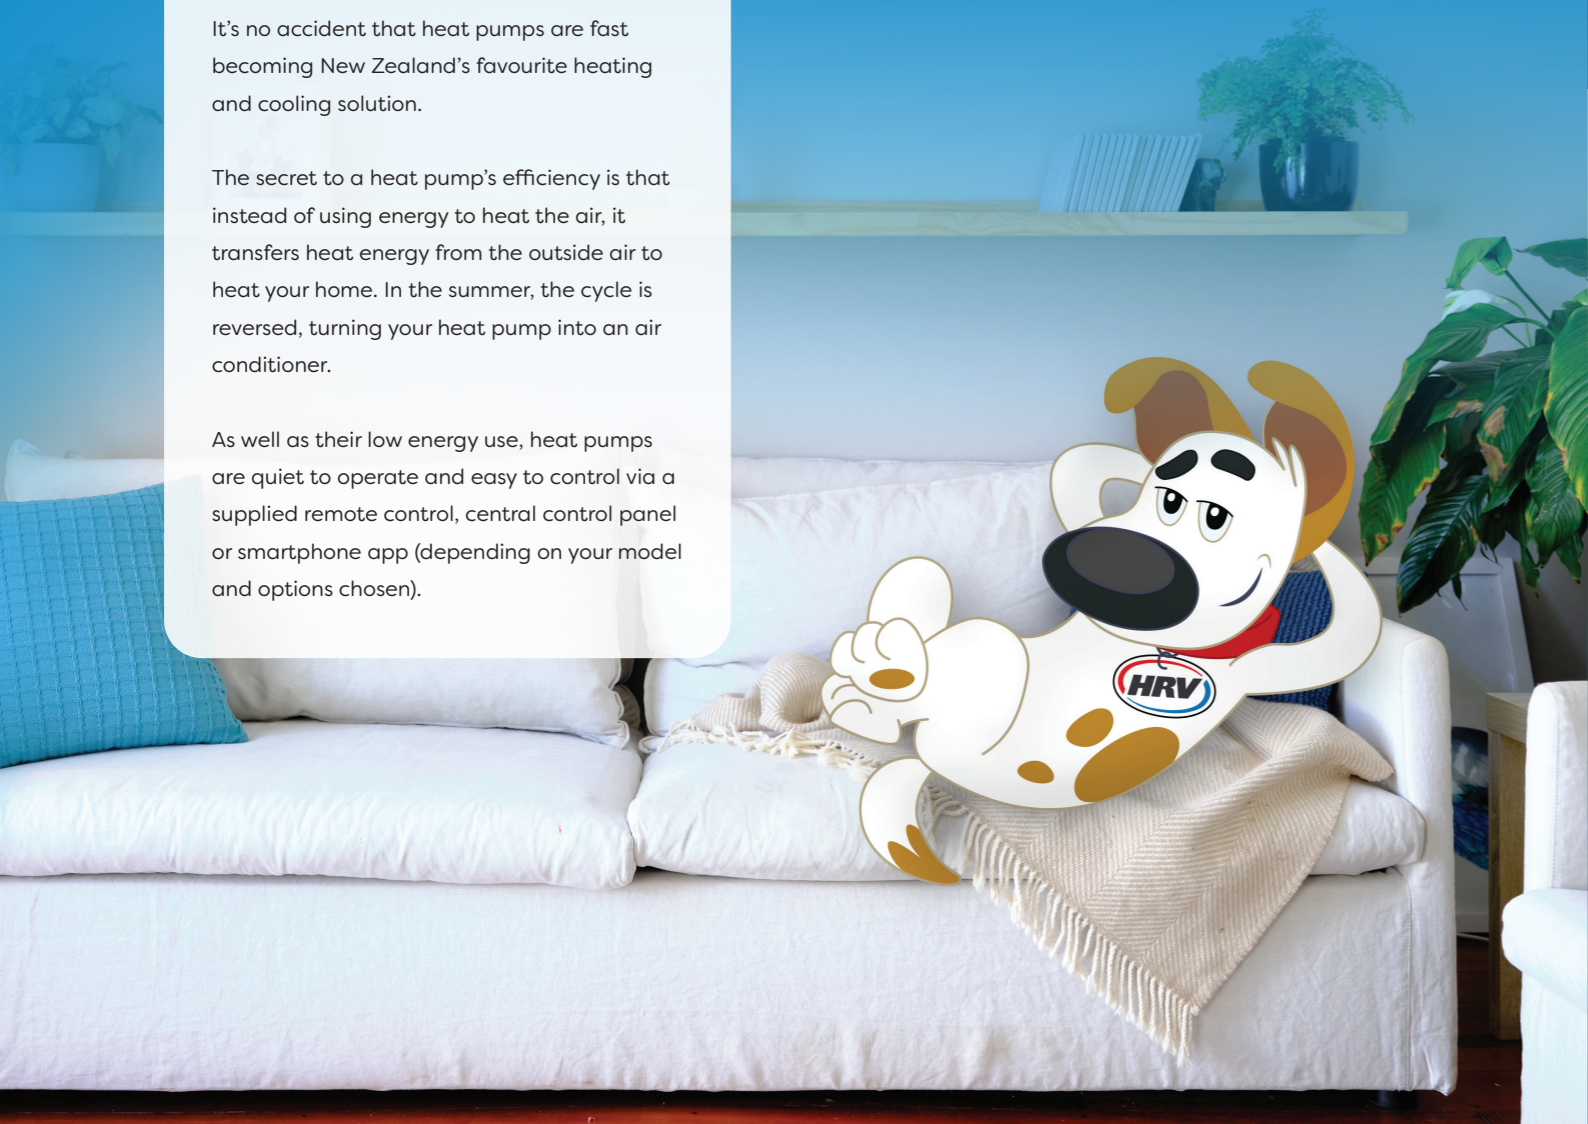 It’s no accident that heat pumps are fast
becoming New Zealand’s favourite heating
and cooling solution.
The secret to a heat pump’s efficiency is that
instead of using energy to heat the air, it
transfers heat energy from the outside air to
heat your home. In the summer, the cycle is
reversed, turning your heat pump into an air
conditioner.
As well as their low energy use, heat pumps
are quiet to operate and easy to control via a
supplied remote control, central control panel
or smartphone app (depending on your model
and options chosen).
HRV